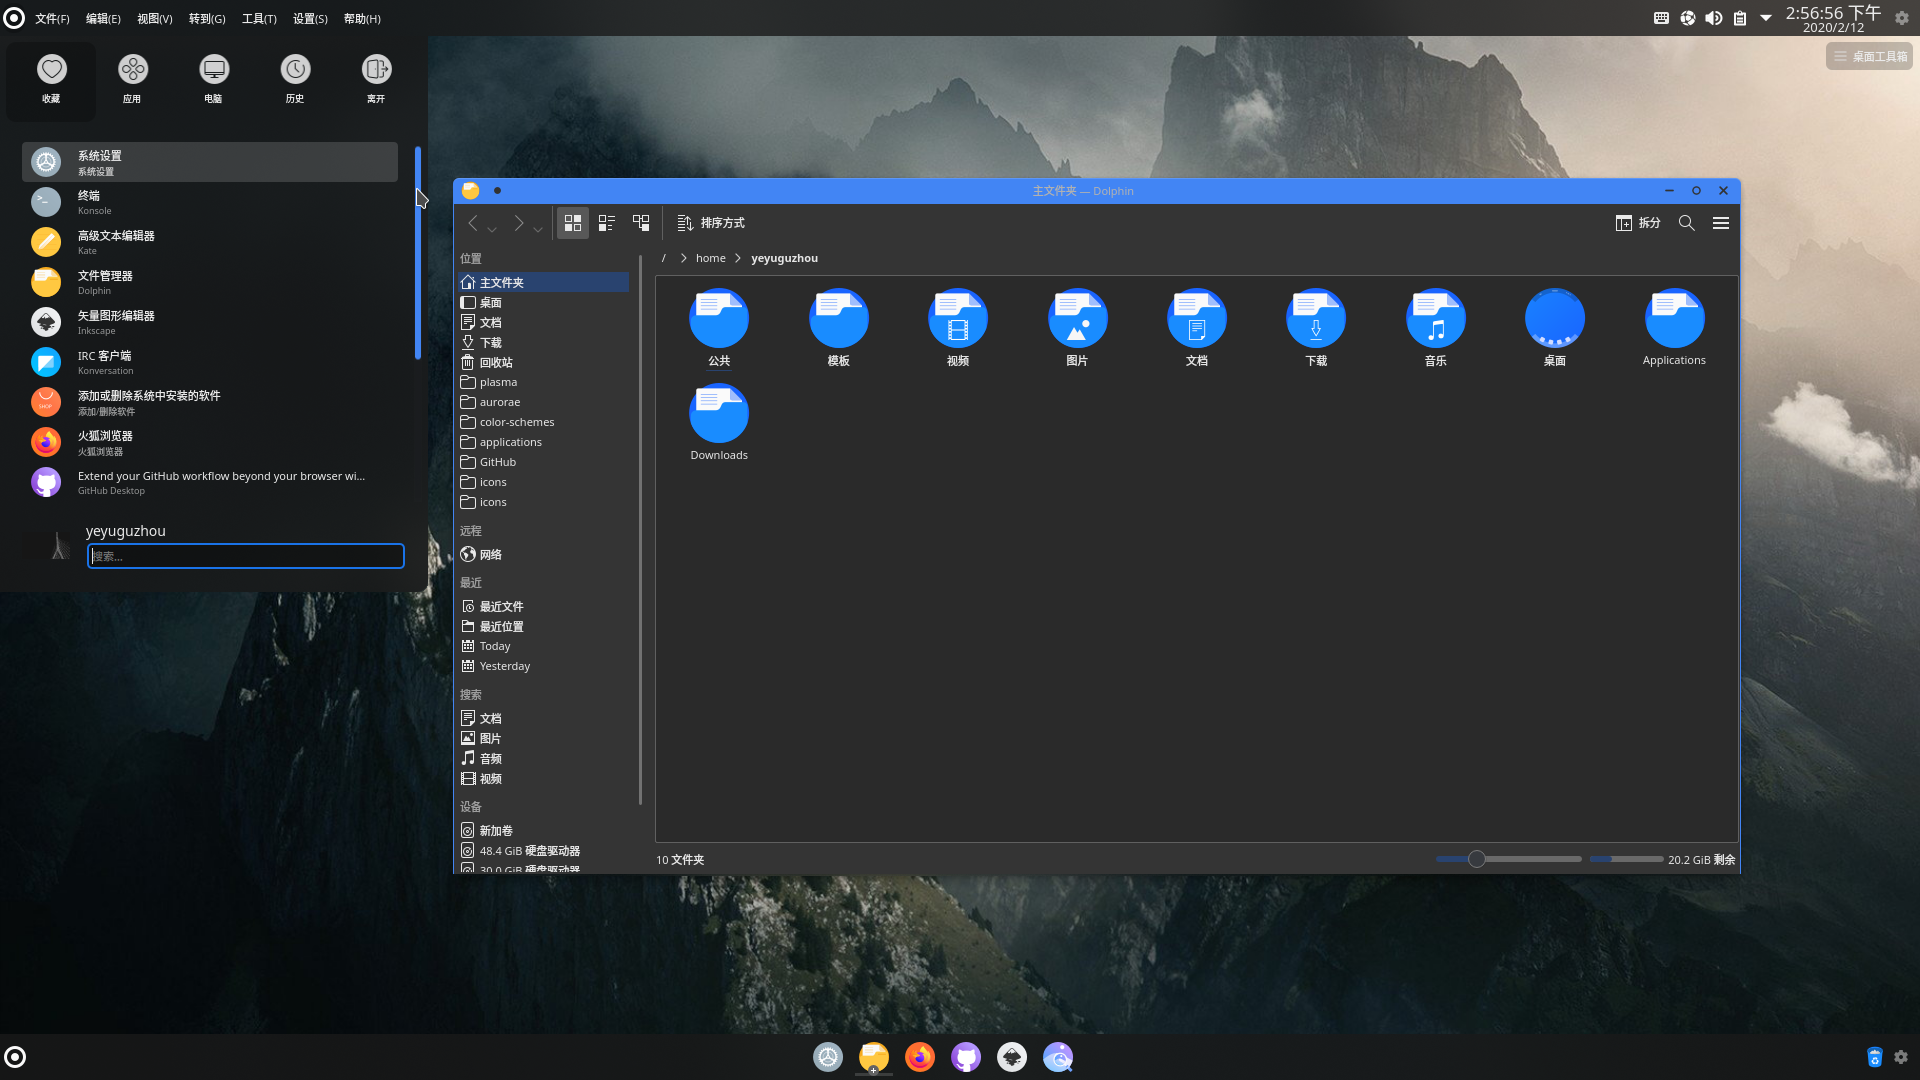 文件(F) 编辑(E) 视图(V) 转到(G) 工具(T) 设置(S) 帮助(H)
2:56:56 下午
2020/2/12
桌面工具箱
收藏 应用 电脑 历史 离开
系统设置
系统设置
终端
Konsole
高级文本编辑器
Kate
文件管理器
Dolphin
矢量图形编辑器
Inkscape
IRC 客户端
Konversation
添加或删除系统中安装的软件
添加/删除软件
火狐浏览器
火狐浏览器
Extend your GitHub workflow beyond your browser wi...
GitHub Desktop
yeyuguzhou
搜索...
主文件夹 — Dolphin
排序方式
拆分
位置
主文件夹
桌面
文档
下载
回收站
plasma
aurorae
color-schemes
applications
GitHub
icons
icons
远程
网络
最近
最近文件
最近位置
Today
Yesterday
搜索
文档
图片
音频
视频
设备
新加卷
48.4 GiB 硬盘驱动器
30.0 GiB 硬盘驱动器
/ > home > yeyuguzhou
公共 模板 视频 图片 文档 下载 音乐 桌面 Applications
Downloads
10 文件夹
20.2 GiB 剩余